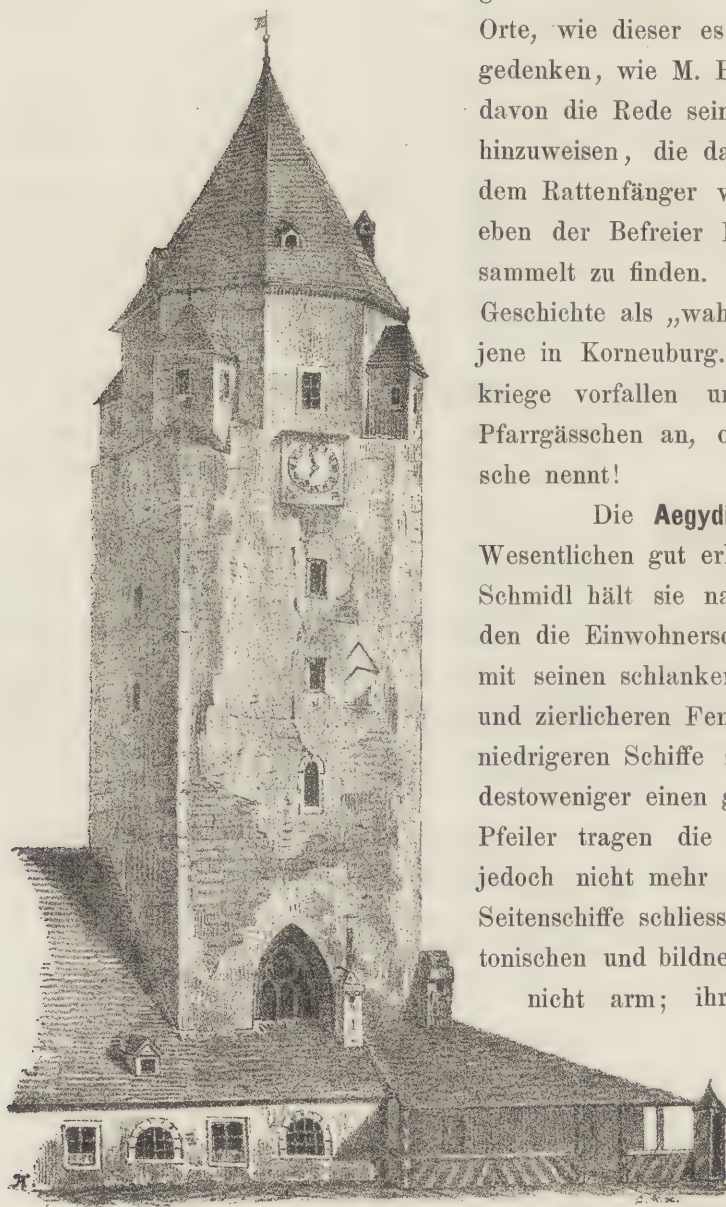 Orte, wie dieser es
gedenken, wie M.
davon die Rede sei
hinzuweisen, die da
dem Rattenfänger
eben der Befreier
sammelt zu finden.
Geschichte als „wah
jene in Korneuburg.
kriege vorfallen
Pfarrgässchen an,
sche nennt!
Die Aegyd
Wesentlichen gut er
Schmidl hält sie na
den die Einwohnersc
mit seinen schlanke
und zierlicheren Fe
niedrigeren Schiffe
destoweniger einen
Pfeiler tragen die
jedoch nicht mehr
Seitenschiffe schliess
tonischen und bildne
nicht arm; ihr